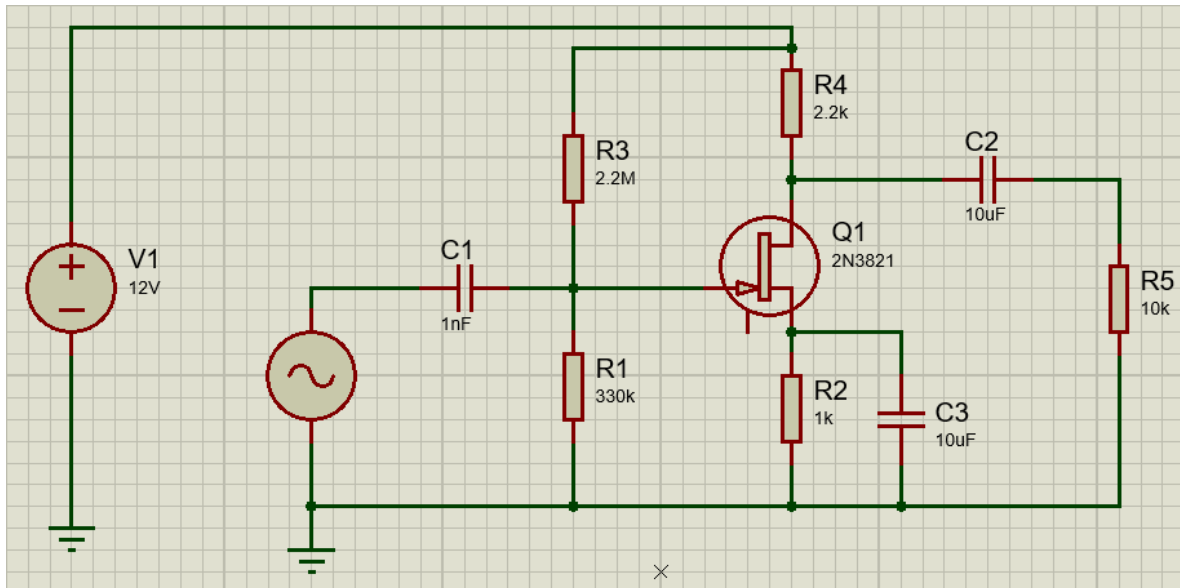 R4
2.2k
R3
2.2M
C2
10uF
Q1
2N3821
C1
1nF
V1
12V
R5
10k
R1
330k
R2
1k
C3
10uF